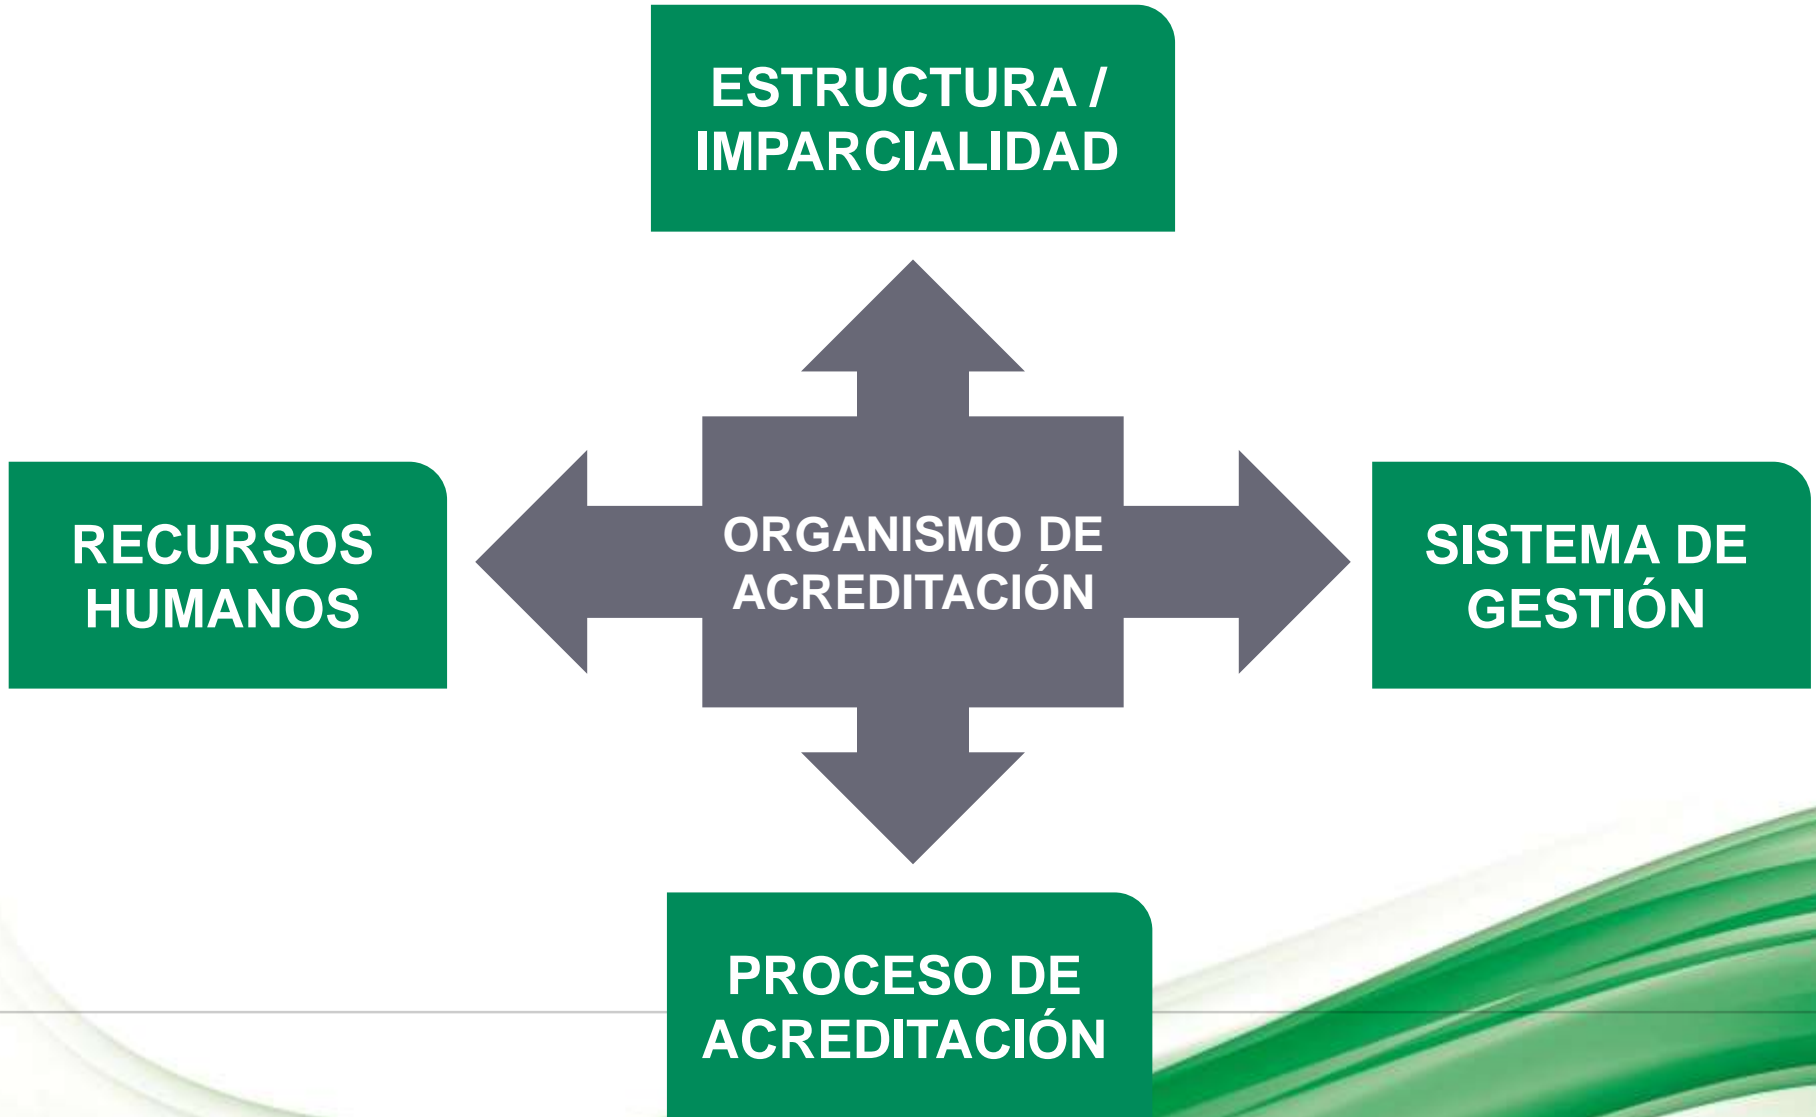 ESTRUCTURA /
IMPARCIALIDAD
RECURSOS
HUMANOS
ORGANISMO DE
ACREDITACIÓN
SISTEMA DE
GESTIÓN
PROCESO DE
ACREDITACIÓN